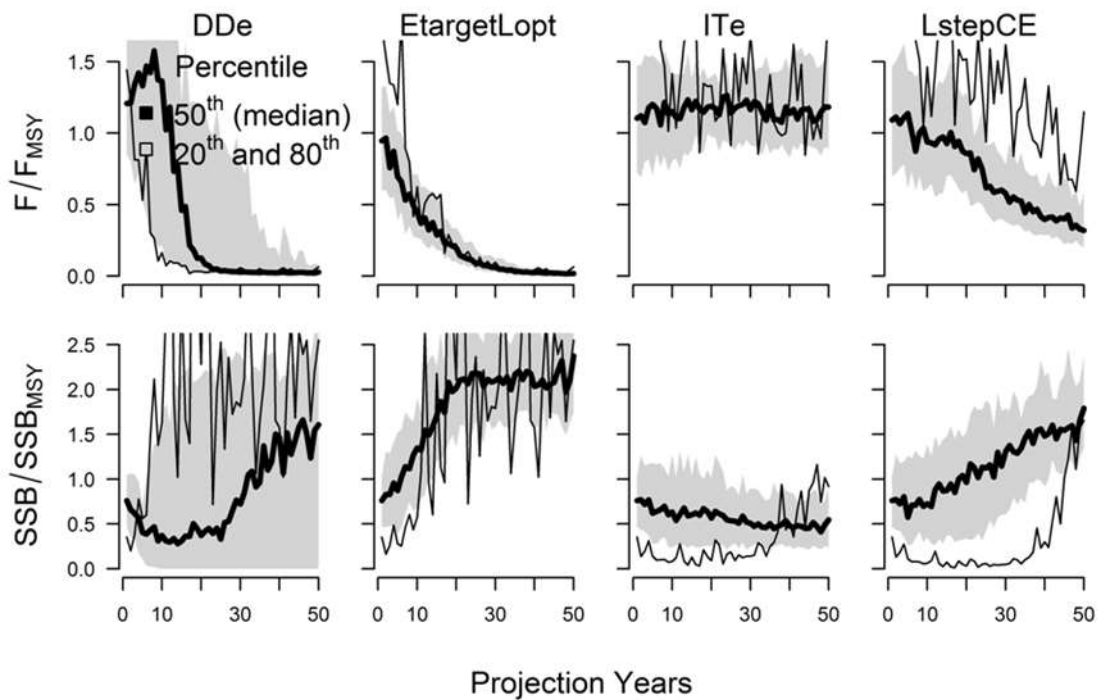 DDe EtargetLopt ITe LstepCE
F/F_MSY
1.5
1.0
0.5
0.0
Percentile
50th (median)
20th and 80th
0 10 30 50
0 10 30 50
0 10 30 50
0 10 30 50
SSB/SSB_MSY
2.5
2.0
1.5
1.0
0.5
0.0
Projection Years